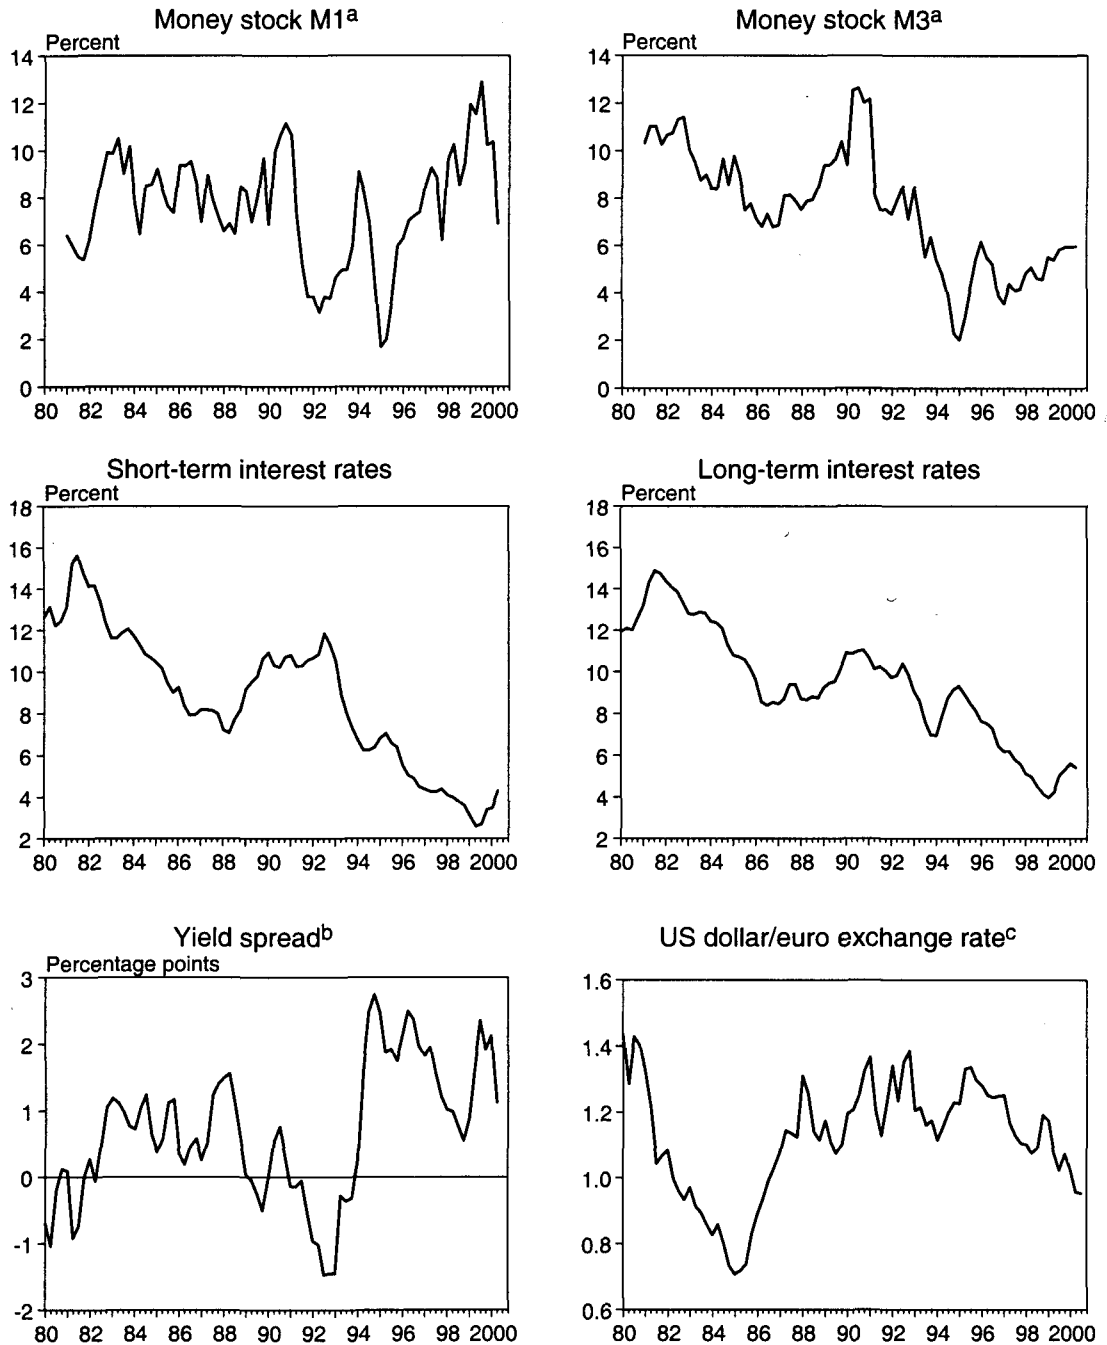 Money stock M1a
Percent
14
12
10
8
6
4
2
0
80 82 84 86 88 90 92 94 96 98 2000
Money stock M3a
Percent
14
12
10
8
6
4
2
0
80 82 84 86 88 90 92 94 96 98 2000
Short-term interest rates
Percent
18
16
14
12
10
8
6
4
2
80 82 84 86 88 90 92 94 96 98 2000
Long-term interest rates
Percent
18
16
14
12
10
8
6
4
2
80 82 84 86 88 90 92 94 96 98 2000
Yield spreadb
Percentage points
3
2
1
0
-1
-2
80 82 84 86 88 90 92 94 96 98 2000
US dollar/euro exchange ratec
1.6
1.4
1.2
1.0
0.8
0.6
80 82 84 86 88 90 92 94 96 98 2000